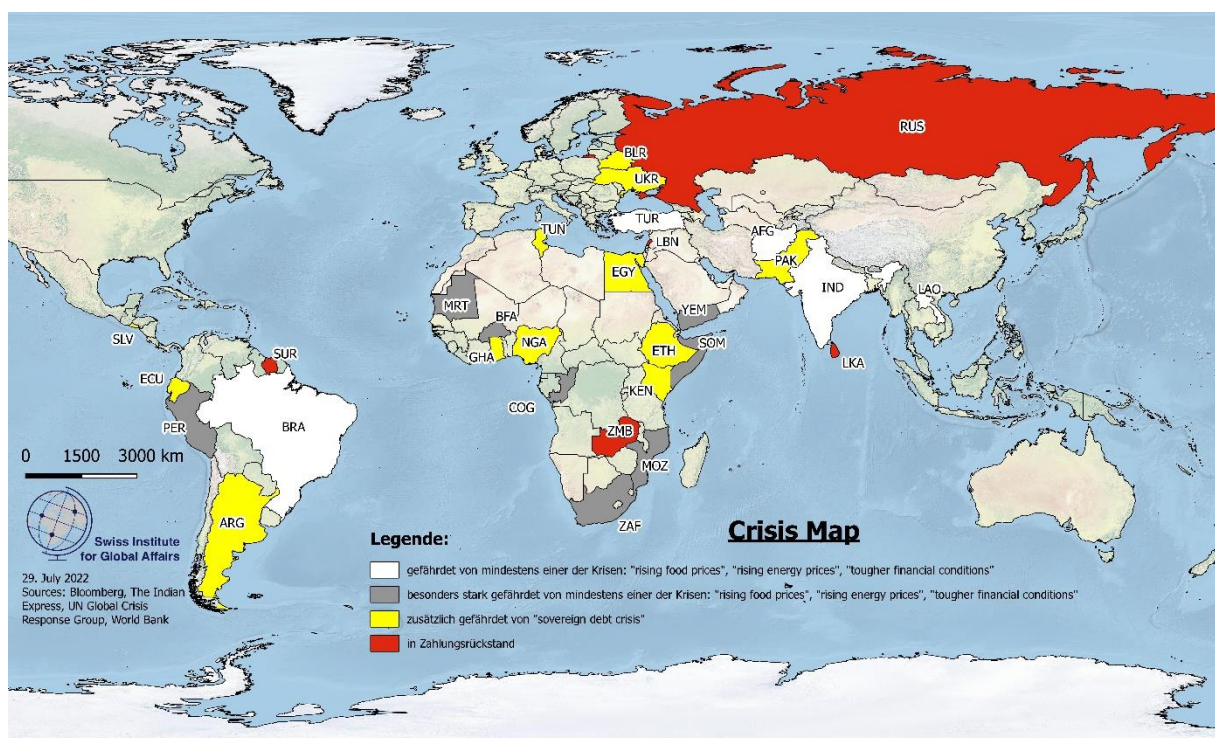 RUS
BLR
UKR
TUR
TUN
LBN
AFG
PAK
EGY
IND
LAO
MRT
BFA
YEM
NGA
SLV
GHA
ETH
SOM
SUR
LKA
ECU
KEN
COG
PER
BRA
ZMB
MOZ
ARG
ZAF
0 1500 3000 km
Swiss Institute
for Global Affairs
29. July 2022
Sources: Bloomberg, The Indian
Express, UN Global Crisis
Response Group, World Bank
Crisis Map
Legende:
gefährdet von mindestens einer der Krisen: "rising food prices", "rising energy prices", "tougher financial conditions"
besonders stark gefährdet von mindestens einer der Krisen: "rising food prices", "rising energy prices", "tougher financial conditions"
zusätzlich gefährdet von "sovereign debt crisis"
in Zahlungsrückstand